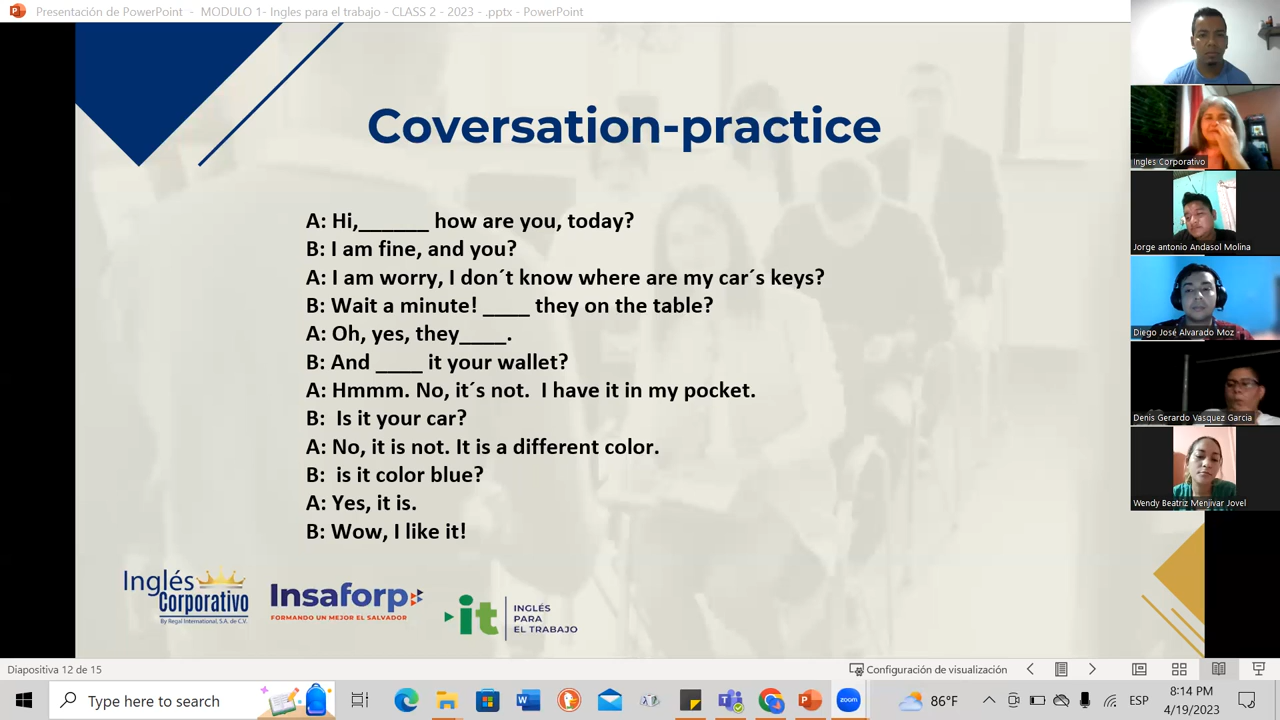 Presentación de PowerPoint - MODULO 1- Ingles para el trabajo - CLASS 2 - 2023 - .pptx - PowerPoint
Coversation-practice
A: Hi,______ how are you, today?
B: I am fine, and you?
A: I am worry, I don´t know where are my car´s keys?
B: Wait a minute! ____ they on the table?
A: Oh, yes, they____.
B: And ____ it your wallet?
A: Hmmm. No, it´s not.  I have it in my pocket.
B:  Is it your car?
A: No, it is not. It is a different color.
B:  is it color blue?
A: Yes, it is.
B: Wow, I like it!
Inglés
Corporativo
By Regal International, S.A. de C.V.
Insaforp
FORMANDO UN MEJOR EL SALVADOR
it
INGLÉS
PARA
EL TRABAJO
Ingles Corporativo
Jorge antonio Andasol Molina
Diego José Alvarado Moz
Denis Gerardo Vasquez Garcia
Wendy Beatriz Menjivar Jovel
Diapositiva 12 de 15
Configuración de visualización
Type here to search
86°F
ESP
8:14 PM
4/19/2023